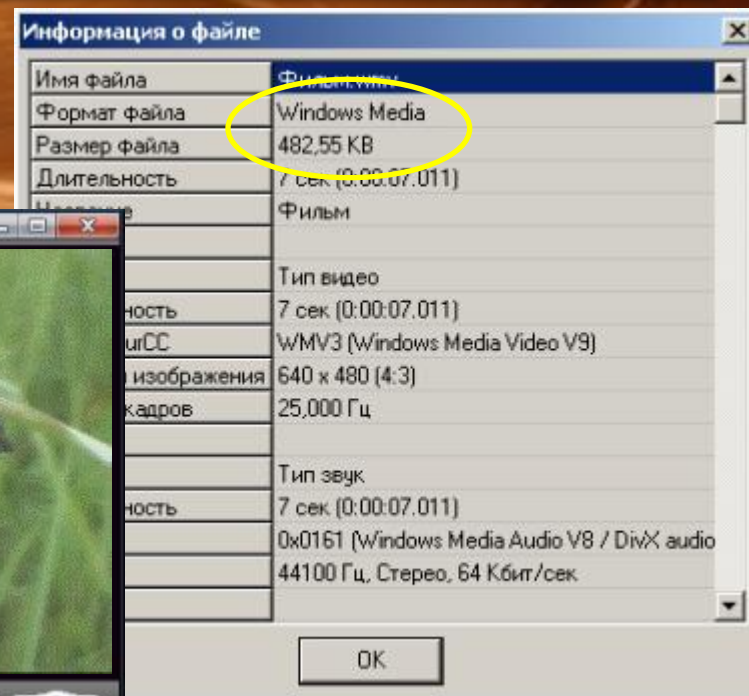 Информация о файле
Имя файла Фильм.wmv
Формат файла Windows Media
Размер файла 482,55 KB
Длительность 7 сек (0:00:07.011)
Название Фильм
Тип видео
ность 7 сек (0:00:07.011)
urCC WMV3 (Windows Media Video V9)
изображения 640 x 480 (4:3)
кадров 25,000 Гц
Тип звук
ность 7 сек (0:00:07.011)
0x0161 (Windows Media Audio V8 / DivX audio
44100 Гц, Стерео, 64 Кбит/сек
OK